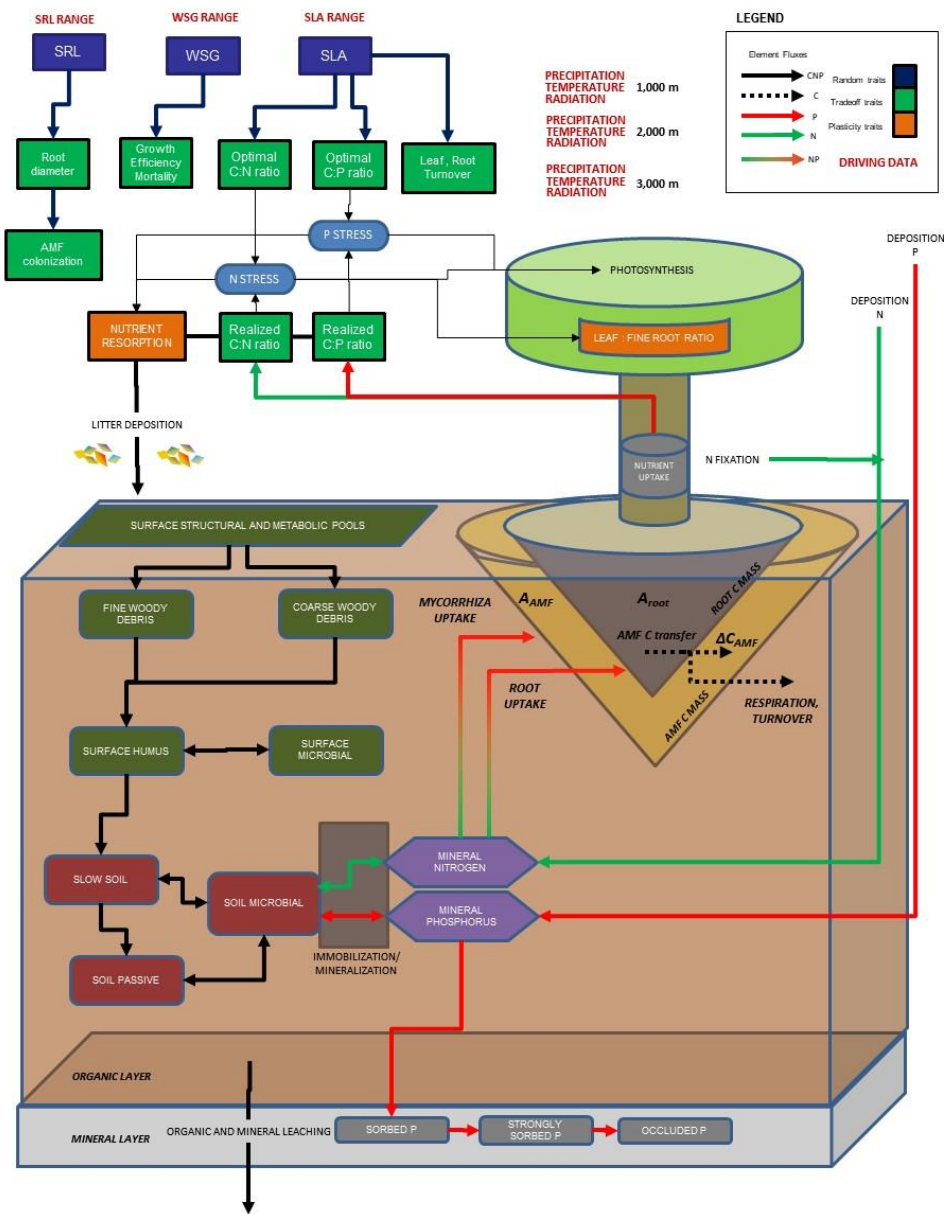 SRL RANGE
WSG RANGE
SLA RANGE
SRL
WSG
SLA
Root
diameter
Growth
Efficiency
Mortality
Optimal
C:N ratio
Optimal
C:P ratio
Leaf, Root
Turnover
AMF
colonization
P STRESS
N STRESS
NUTRIENT
RESORPTION
Realized
C:N ratio
Realized
C:P ratio
PRECIPITATION
TEMPERATURE 1,000 m
RADIATION
PRECIPITATION
TEMPERATURE 2,000 m
RADIATION
PRECIPITATION
TEMPERATURE 3,000 m
RADIATION
LEGEND
Element Fluxes
CNP
C
P
N
NP
Random traits
Tradeoff traits
Plasticity traits
DRIVING DATA
DEPOSITION
P
DEPOSITION
N
PHOTOSYNTHESIS
LEAF : FINE ROOT RATIO
NUTRIENT
UPTAKE
N FIXATION
LITTER DEPOSITION
SURFACE STRUCTURAL AND METABOLIC POOLS
FINE WOODY
DEBRIS
COARSE WOODY
DEBRIS
SURFACE HUMUS
SURFACE
MICROBIAL
SLOW SOIL
SOIL MICROBIAL
SOIL PASSIVE
MYCORRHIZA
UPTAKE
ROOT
UPTAKE
AAMF
Aroot
ROOT C MASS
AMF C transfer
ΔCAMF
AMF C MASS
RESPIRATION,
TURNOVER
MINERAL
NITROGEN
MINERAL
PHOSPHORUS
IMMOBILIZATION/
MINERALIZATION
ORGANIC LAYER
MINERAL LAYER
ORGANIC AND MINERAL LEACHING
SORBED P
STRONGLY
SORBED P
OCCLUDED P